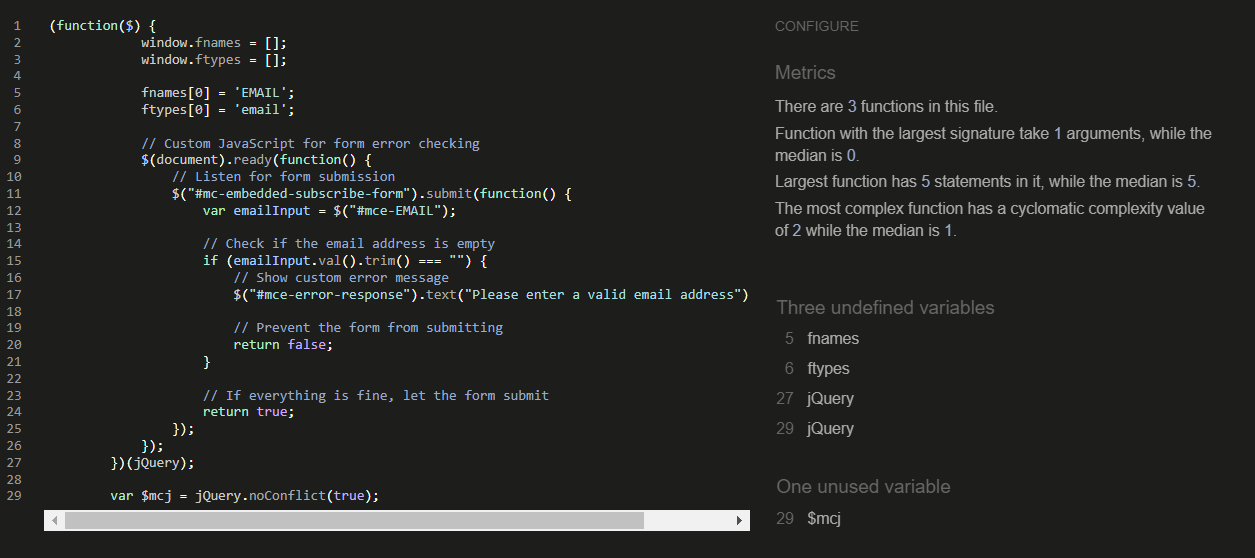 1 (function($) {
2 window.fnames = [];
3 window.ftypes = [];
4
5 fnames[0] = 'EMAIL';
6 ftypes[0] = 'email';
7
8 // Custom JavaScript for form error checking
9 $(document).ready(function() {
10 // Listen for form submission
11 $("#mc-embedded-subscribe-form").submit(function() {
12 var emailInput = $("#mce-EMAIL");
13
14 // Check if the email address is empty
15 if (emailInput.val().trim() === "") {
16 // Show custom error message
17 $("#mce-error-response").text("Please enter a valid email address")
18
19 // Prevent the form from submitting
20 return false;
21 }
22
23 // If everything is fine, let the form submit
24 return true;
25 });
26 });
27 })(jQuery);
28
29 var $mcj = jQuery.noConflict(true);
CONFIGURE
Metrics
There are 3 functions in this file.
Function with the largest signature take 1 arguments, while the
median is 0.
Largest function has 5 statements in it, while the median is 5.
The most complex function has a cyclomatic complexity value
of 2 while the median is 1.
Three undefined variables
5 fnames
6 ftypes
27 jQuery
29 jQuery
One unused variable
29 $mcj